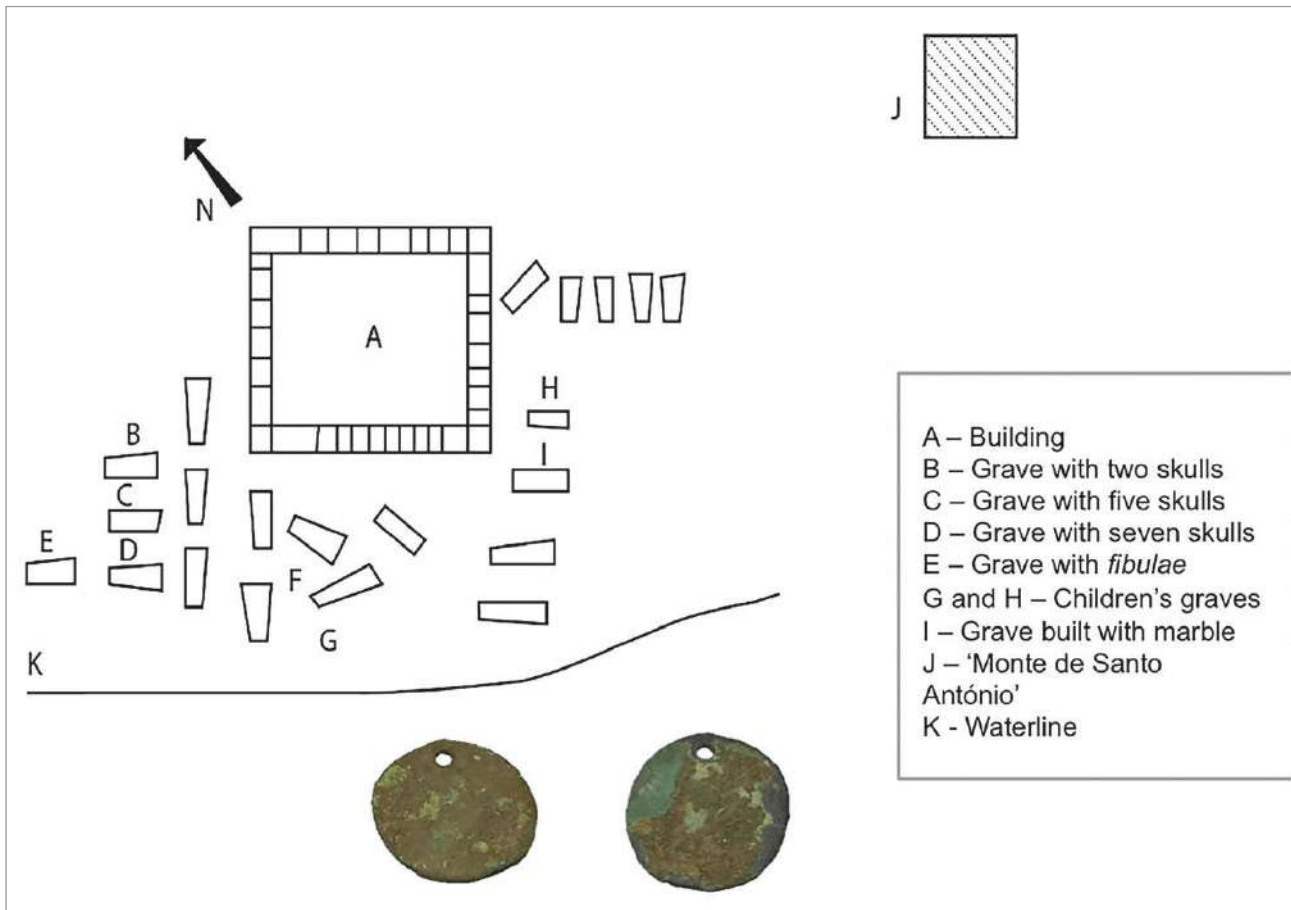 J
N
A
H
B
I
C
E
D
F
G
K
A – Building
B – Grave with two skulls
C – Grave with five skulls
D – Grave with seven skulls
E – Grave with fibulae
G and H – Children's graves
I – Grave built with marble
J – ‘Monte de Santo
António’
K - Waterline